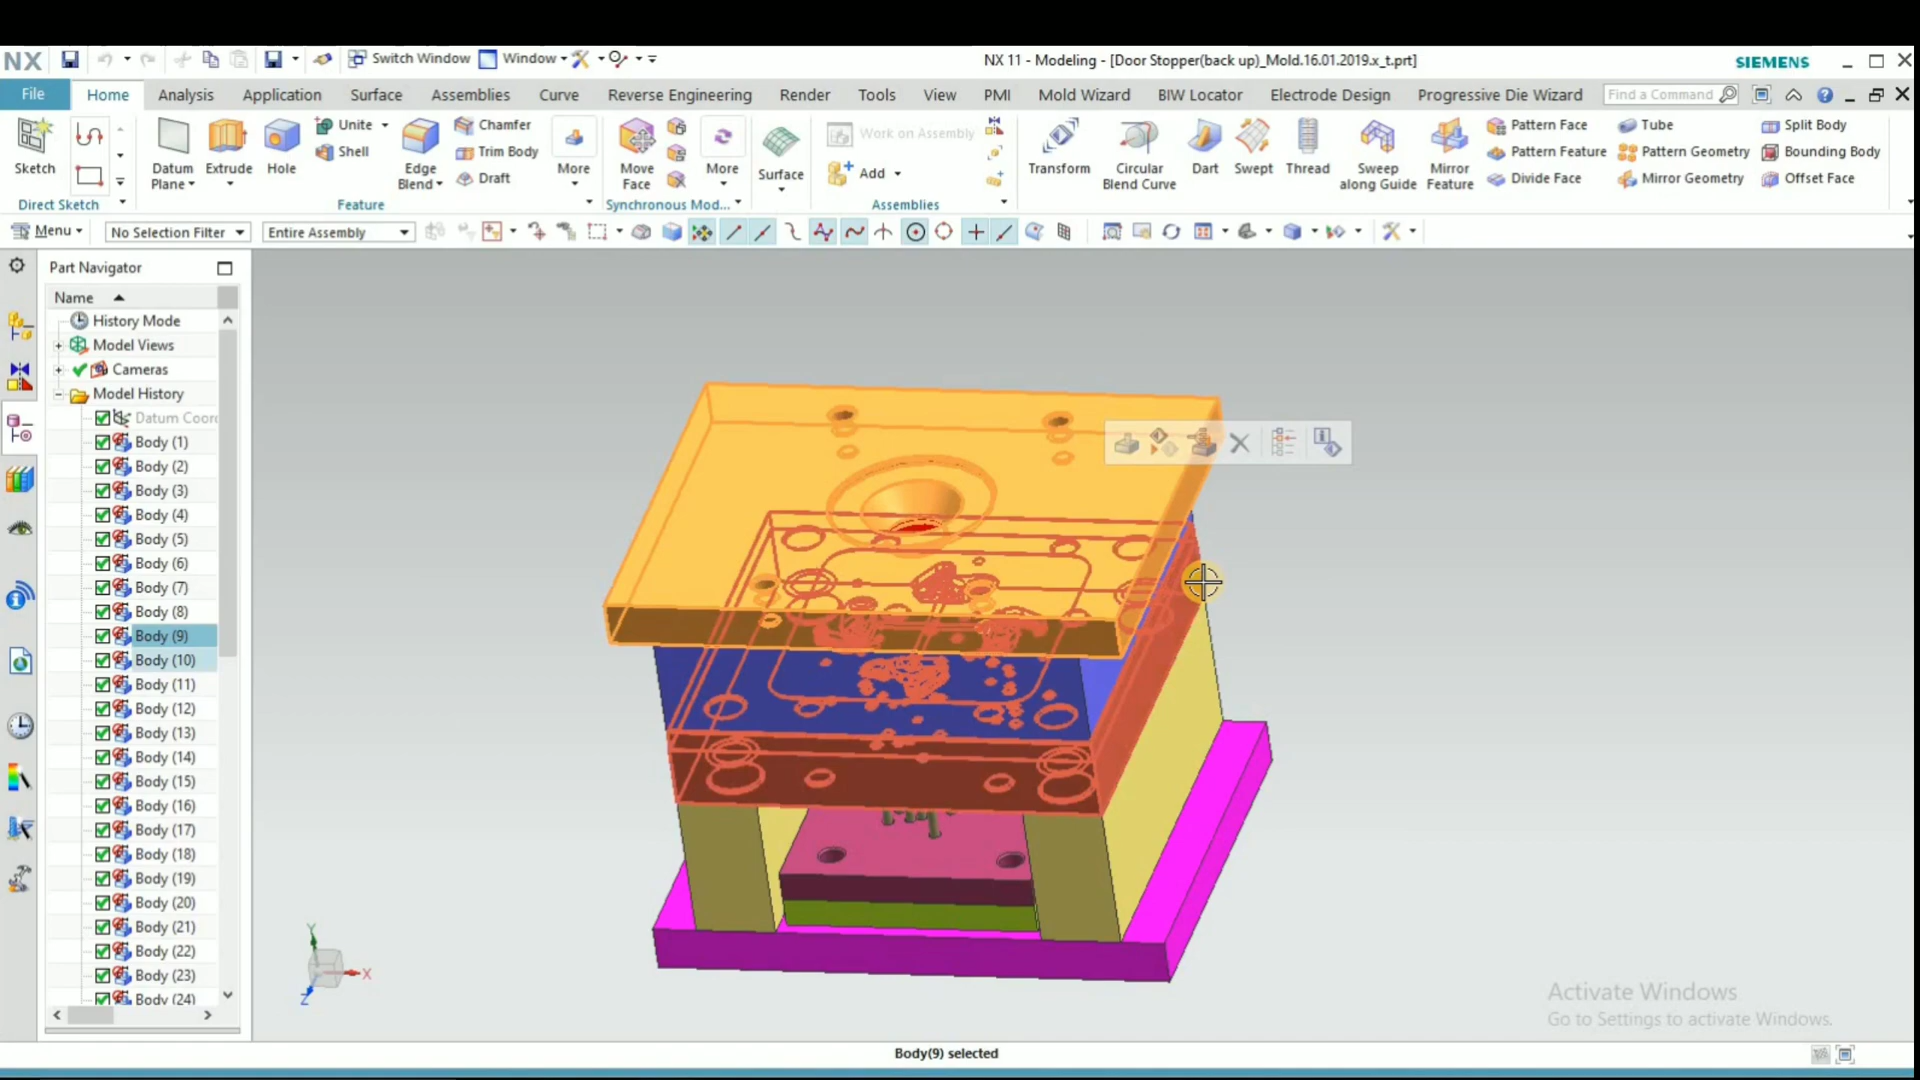 NX Switch Window Window NX 11 - Modeling - [Door Stopper(back up)_Mold.16.01.2019.x_t.prt] SIEMENS
File Home Analysis Application Surface Assemblies Curve Reverse Engineering Render Tools View PMI Mold Wizard BIW Locator Electrode Design Progressive Die Wizard Find a Command
Sketch
Datum Plane
Extrude
Hole
Unite
Shell
Edge Blend
Chamfer
Trim Body
Draft
More
Move Face
More
Surface
Work on Assembly
Add
Transform
Circular Blend Curve
Dart
Swept
Thread
Sweep along Guide
Mirror Feature
Pattern Face
Pattern Feature
Divide Face
Tube
Pattern Geometry
Mirror Geometry
Split Body
Bounding Body
Offset Face
Direct Sketch Feature Synchronous Mod... Assemblies
Menu No Selection Filter Entire Assembly
Part Navigator
Name
History Mode
Model Views
Cameras
Model History
Datum Coor
Body (1)
Body (2)
Body (3)
Body (4)
Body (5)
Body (6)
Body (7)
Body (8)
Body (9)
Body (10)
Body (11)
Body (12)
Body (13)
Body (14)
Body (15)
Body (16)
Body (17)
Body (18)
Body (19)
Body (20)
Body (21)
Body (22)
Body (23)
Body (24)
Y
X
Z
Activate Windows
Go to Settings to activate Windows.
Body(9) selected